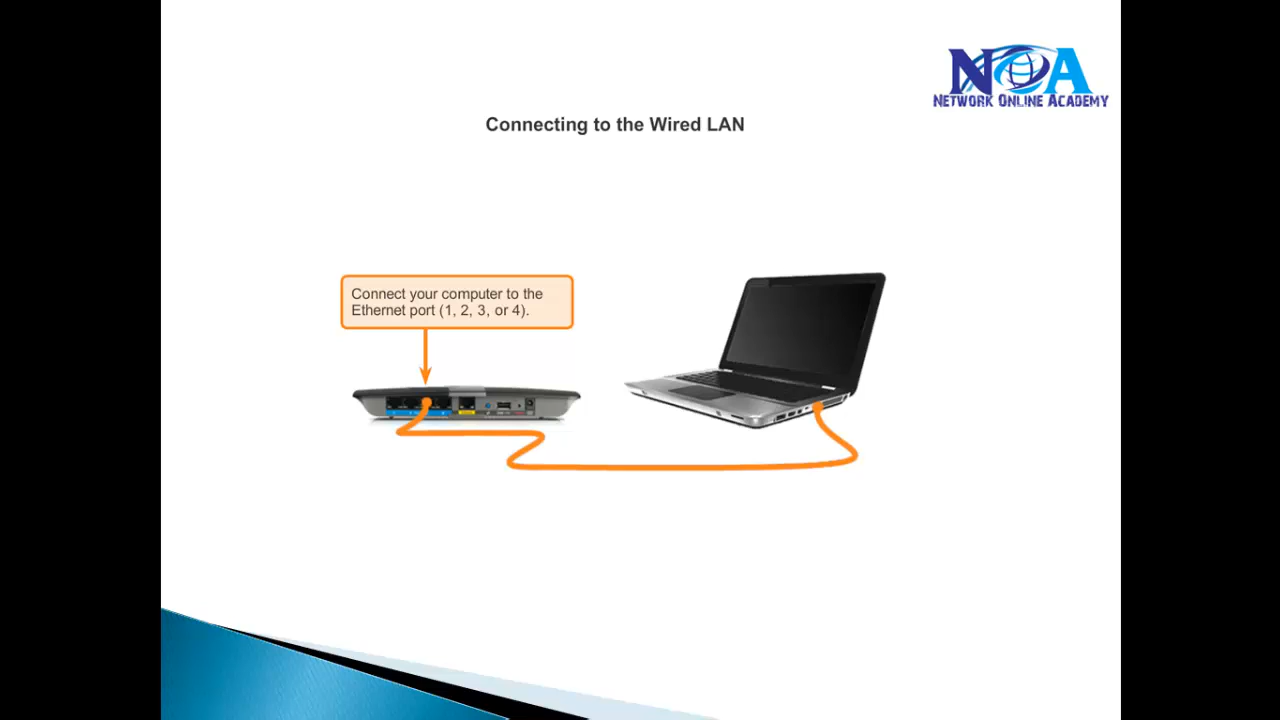 NOA
NETWORK ONLINE ACADEMY
Connecting to the Wired LAN
Connect your computer to the
Ethernet port (1, 2, 3, or 4).